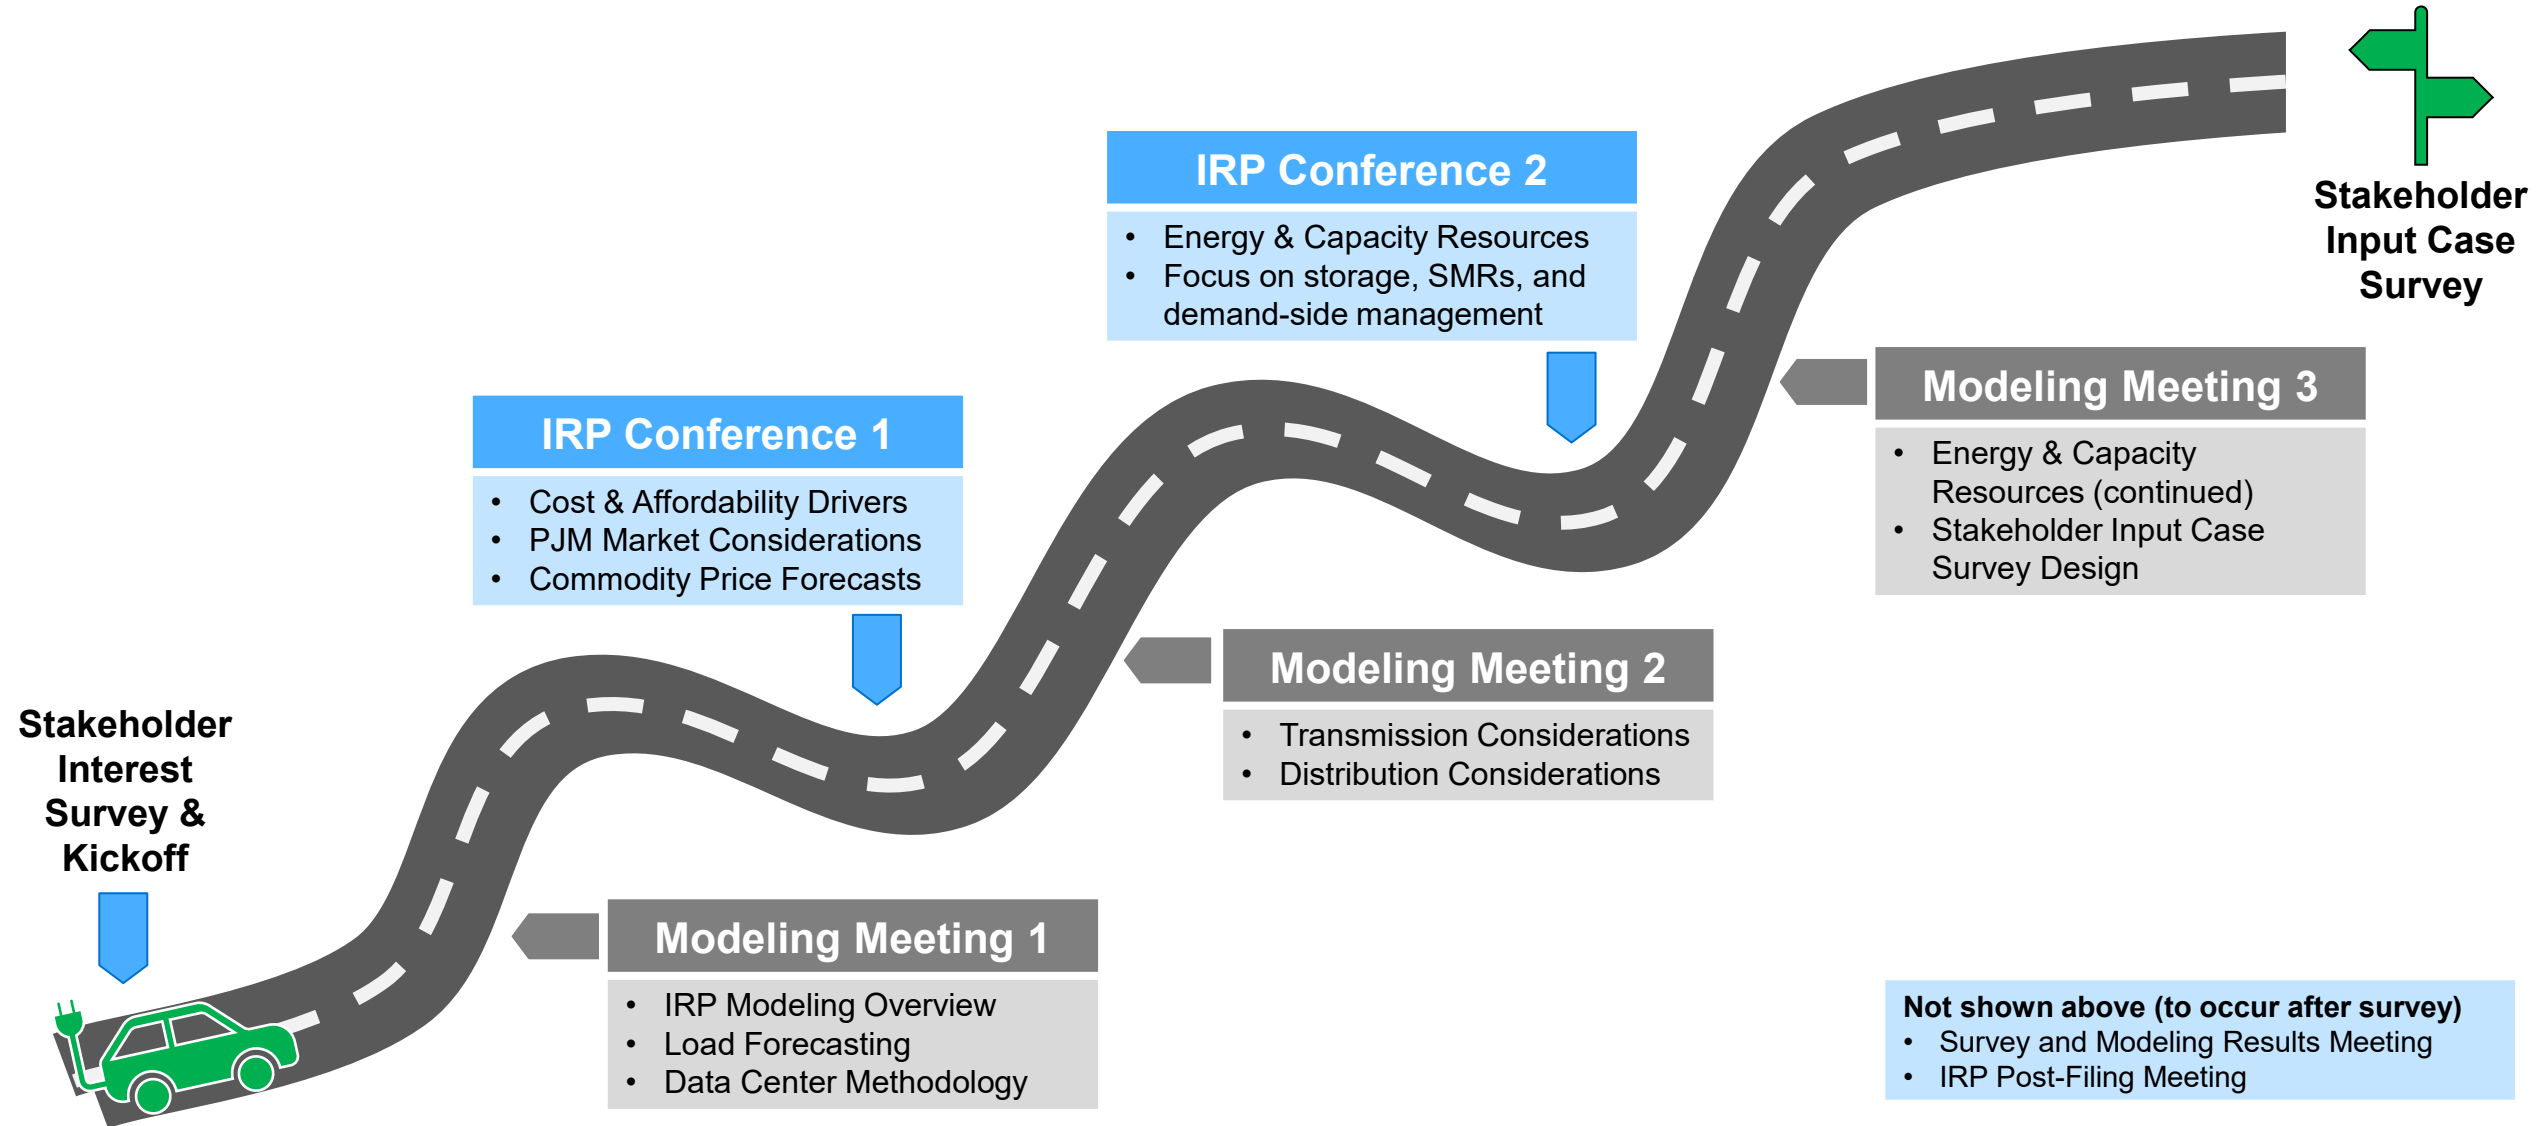 Stakeholder
Interest
Survey &
Kickoff
Modeling Meeting 1
• IRP Modeling Overview
• Load Forecasting
• Data Center Methodology
IRP Conference 1
• Cost & Affordability Drivers
• PJM Market Considerations
• Commodity Price Forecasts
Modeling Meeting 2
• Transmission Considerations
• Distribution Considerations
IRP Conference 2
• Energy & Capacity Resources
• Focus on storage, SMRs, and
demand-side management
Modeling Meeting 3
• Energy & Capacity
Resources (continued)
• Stakeholder Input Case
Survey Design
Stakeholder
Input Case
Survey
Not shown above (to occur after survey)
• Survey and Modeling Results Meeting
• IRP Post-Filing Meeting